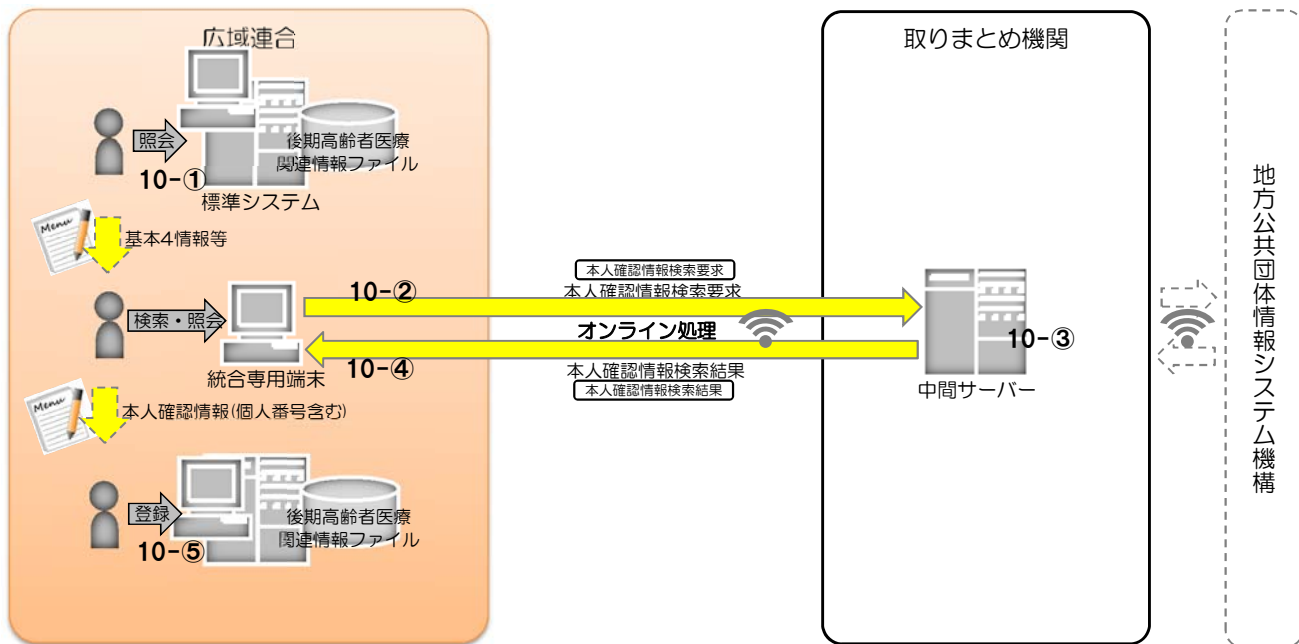 広域連合
照会
後期高齢者医療
関連情報ファイル
10-①
標準システム
Menu
基本4情報等
検索・照会
統合専用端末
10-②
本人確認情報検索要求
本人確認情報検索要求
オンライン処理
10-④
本人確認情報検索結果
本人確認情報検索結果
Menu
本人確認情報(個人番号含む)
登録
後期高齢者医療
関連情報ファイル
10-⑤
取りまとめ機関
10-③
中間サーバー
地方公共団体情報システム機構